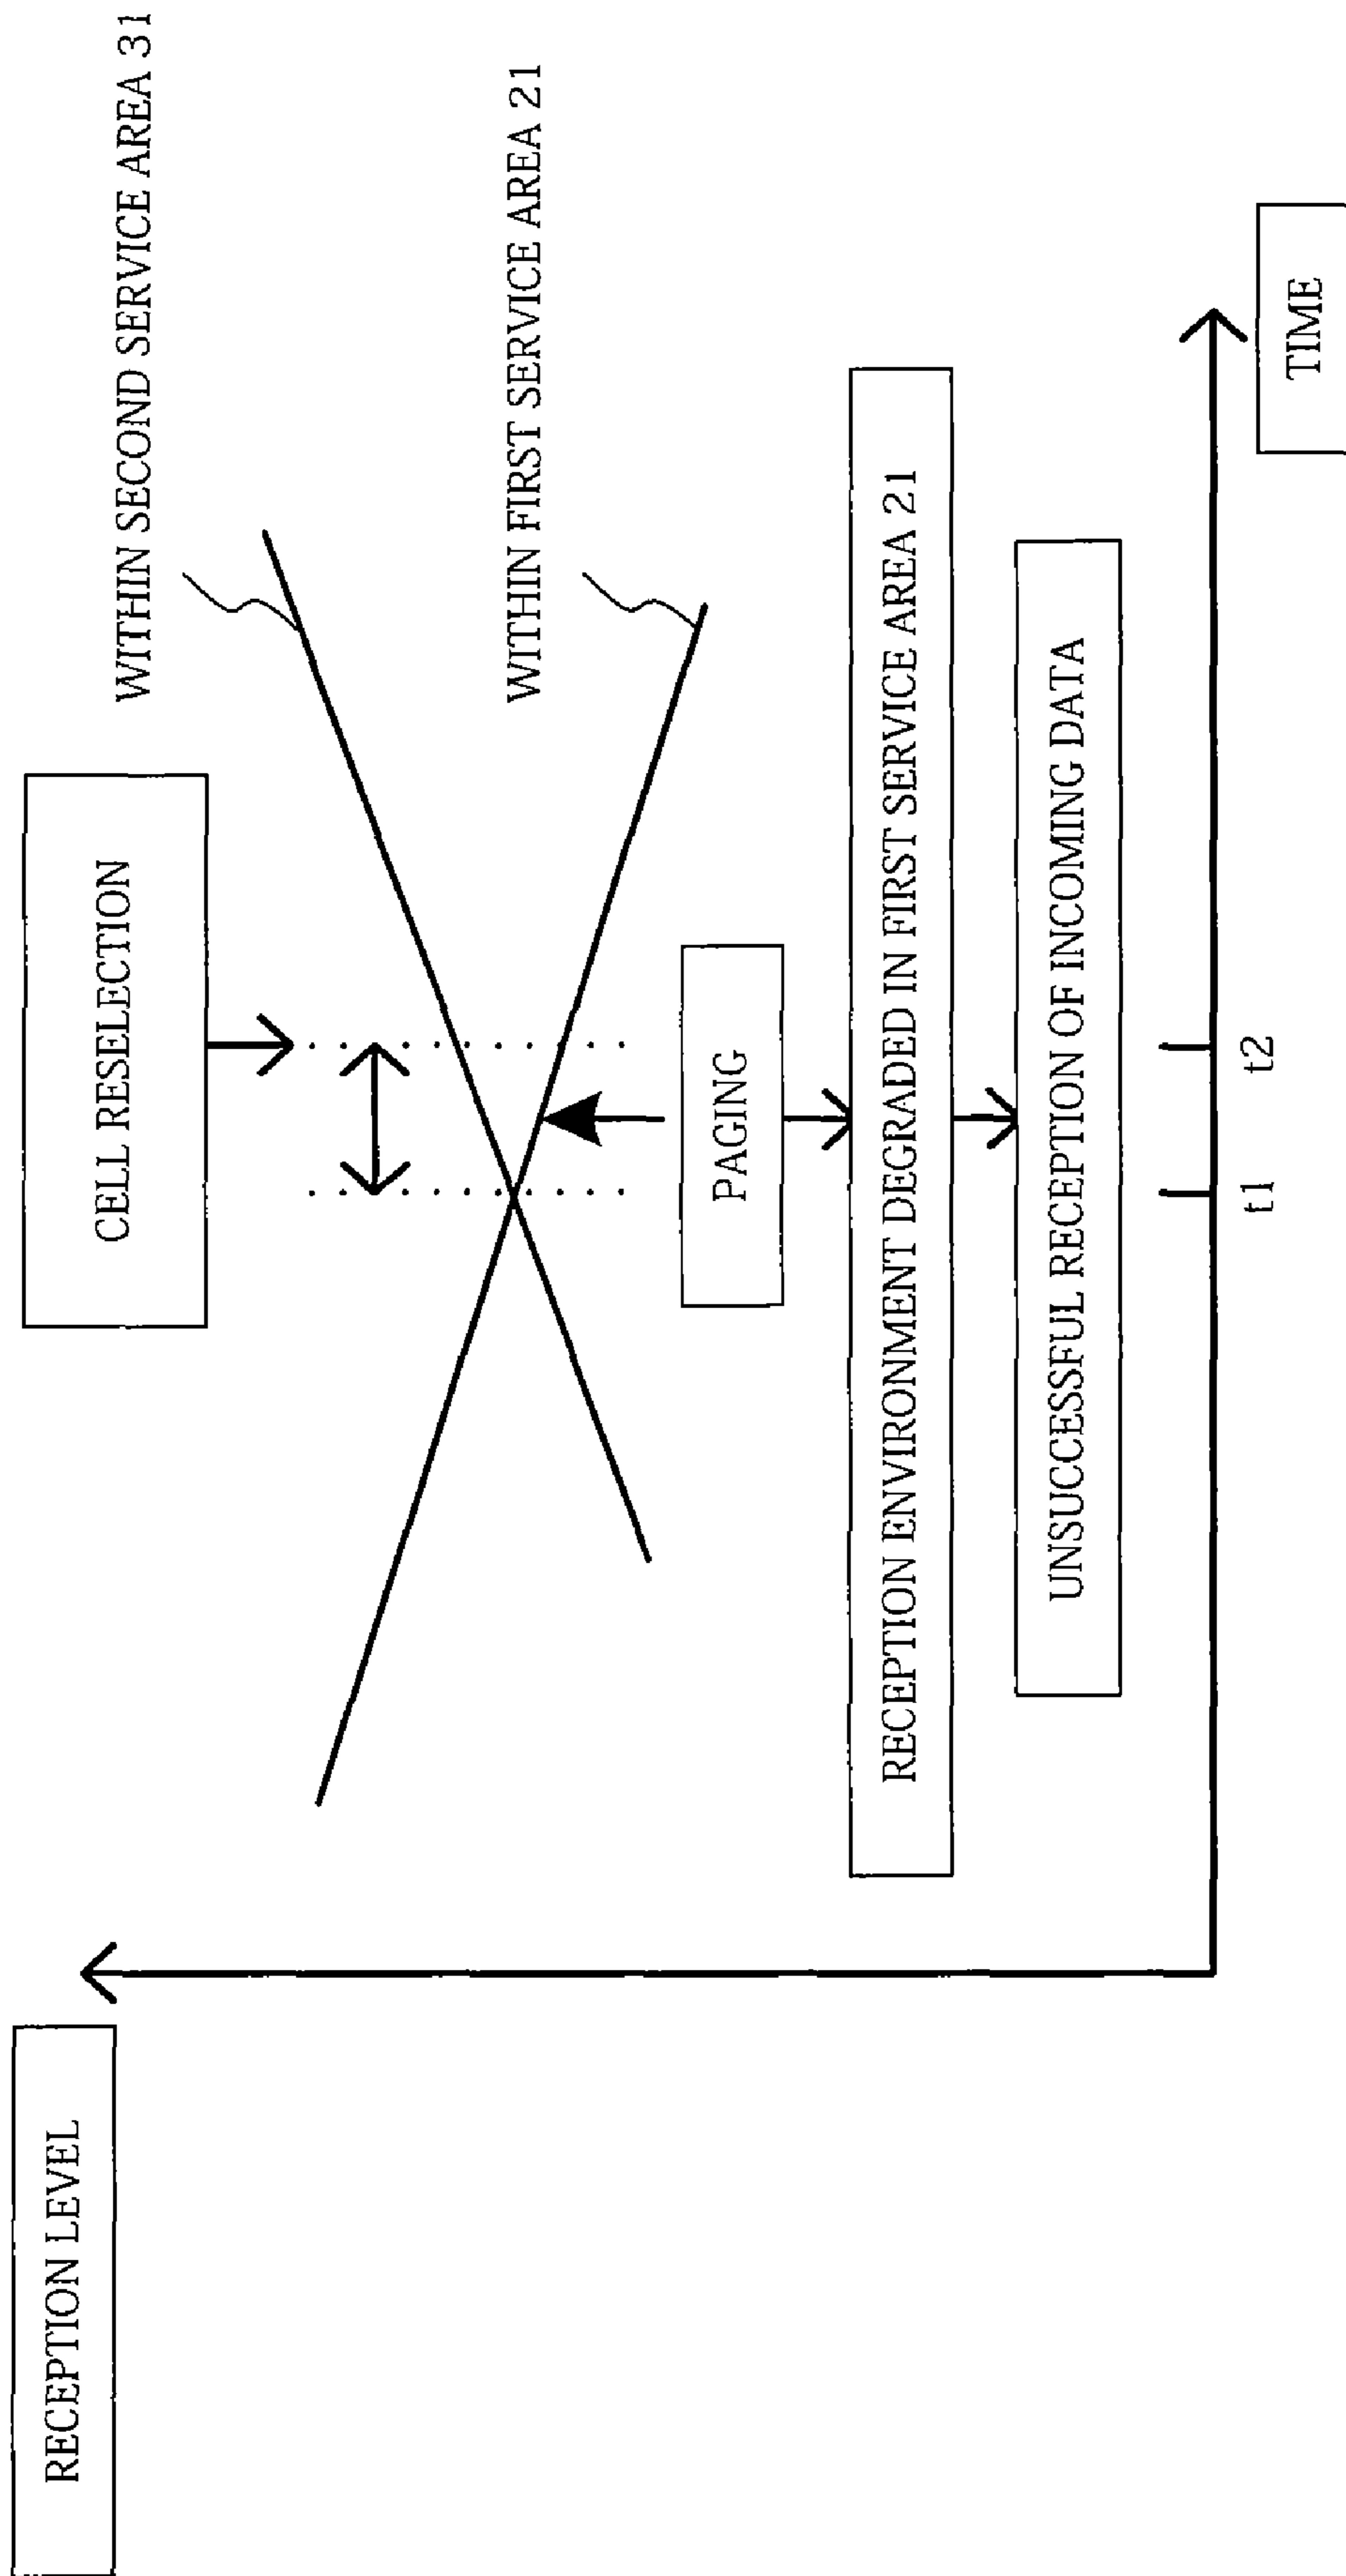 RECEPTION LEVEL
CELL RESELECTION
WITHIN SECOND SERVICE AREA 31
WITHIN FIRST SERVICE AREA 21
PAGING
RECEPTION ENVIRONMENT DEGRADED IN FIRST SERVICE AREA 21
UNSUCCESSFUL RECEPTION OF INCOMING DATA
t1
t2
TIME